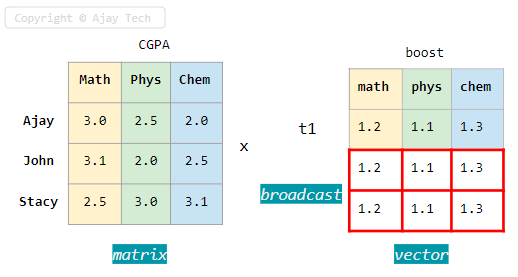 Copyright © Ajay Tech
CGPA
Math Phys Chem
Ajay 3.0 2.5 2.0
John 3.1 2.0 2.5
Stacy 2.5 3.0 3.1
matrix
x
boost
math phys chem
t1 1.2 1.1 1.3
1.2 1.1 1.3
broadcast
1.2 1.1 1.3
vector